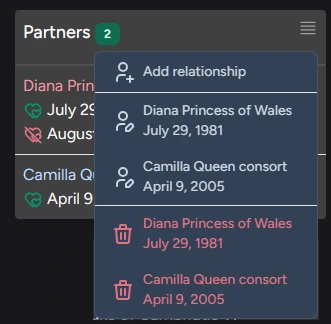 Partners 2
Add relationship
Diana Princess of Wales
July 29, 1981
Camilla Queen consort
April 9, 2005
Diana Princess of Wales
July 29, 1981
Camilla Queen consort
April 9, 2005
Diana Prin
July 29
Augus
Camilla Qu
April 9